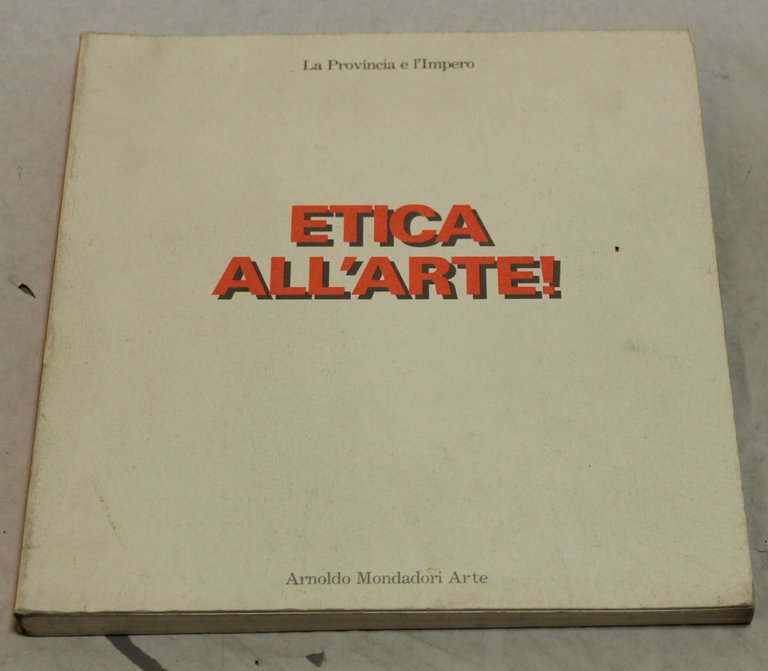 La Provincia e l'Impero
ETICA
ALL'ARTE!
Arnoldo Mondadori Arte